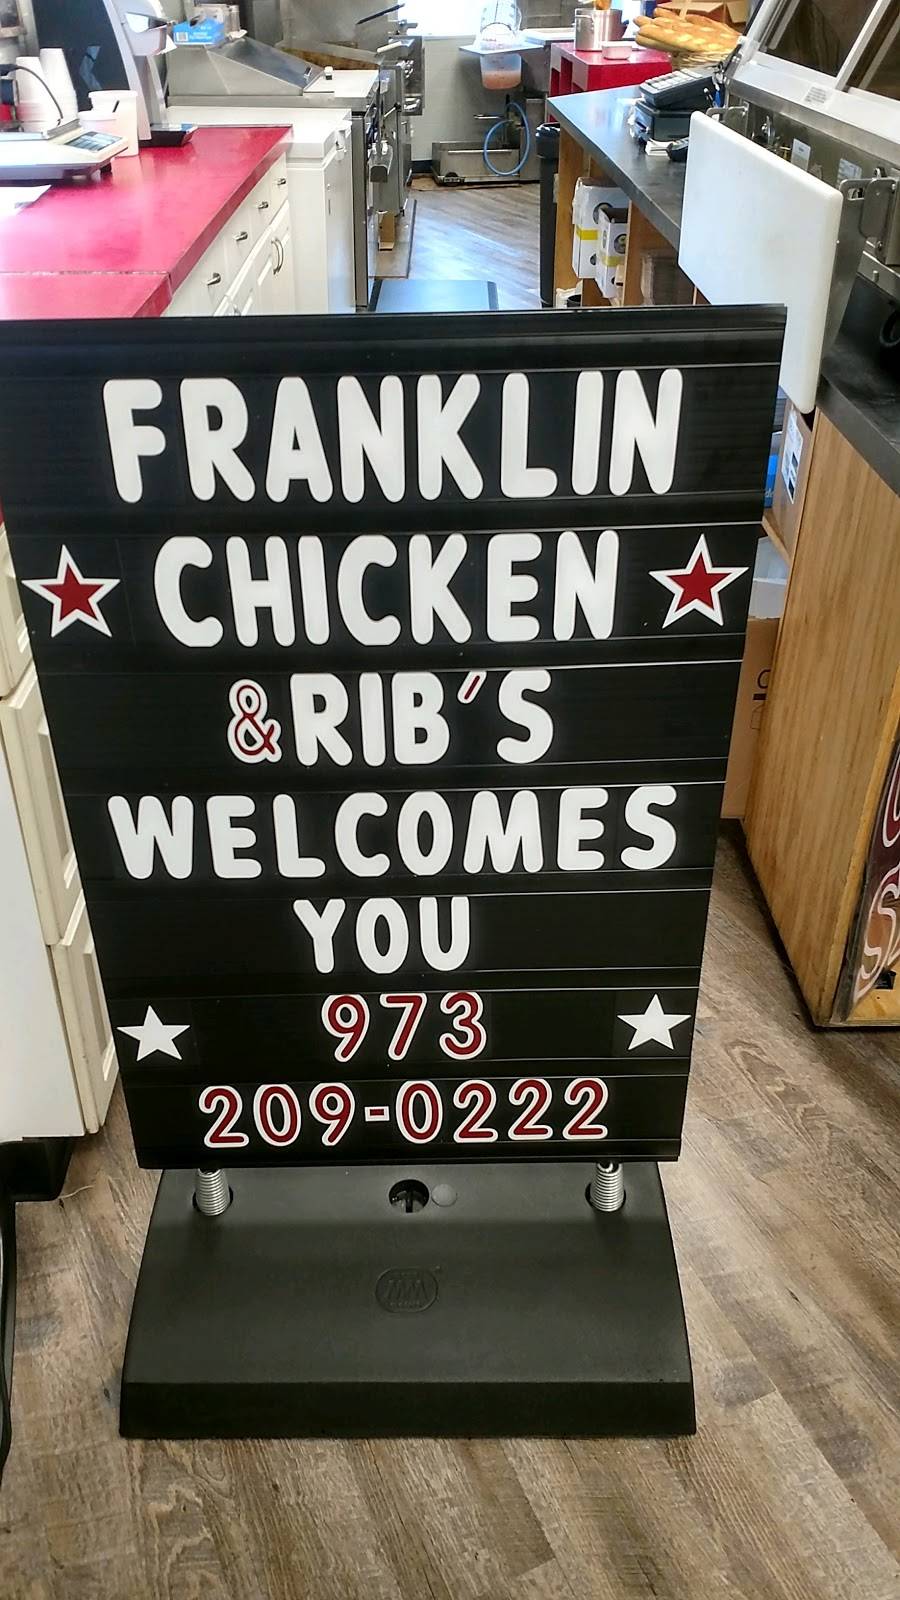 FRANKLIN
CHICKEN
&RIB'S
WELCOMES
YOU
973
209-0222